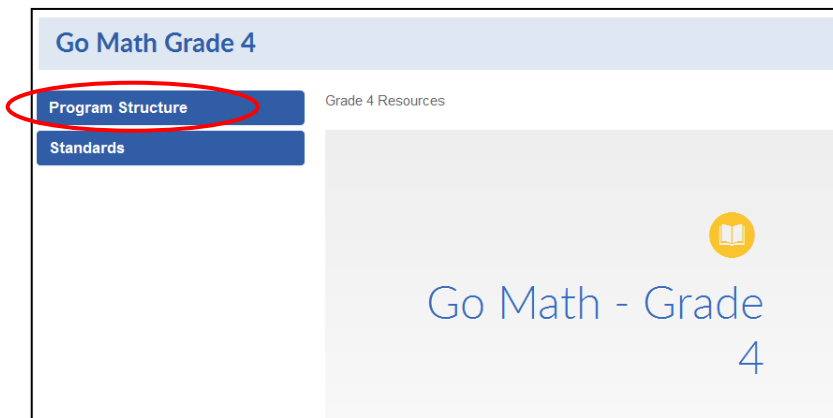 Go Math Grade 4
Program Structure
Standards
Grade 4 Resources
Go Math - Grade
4